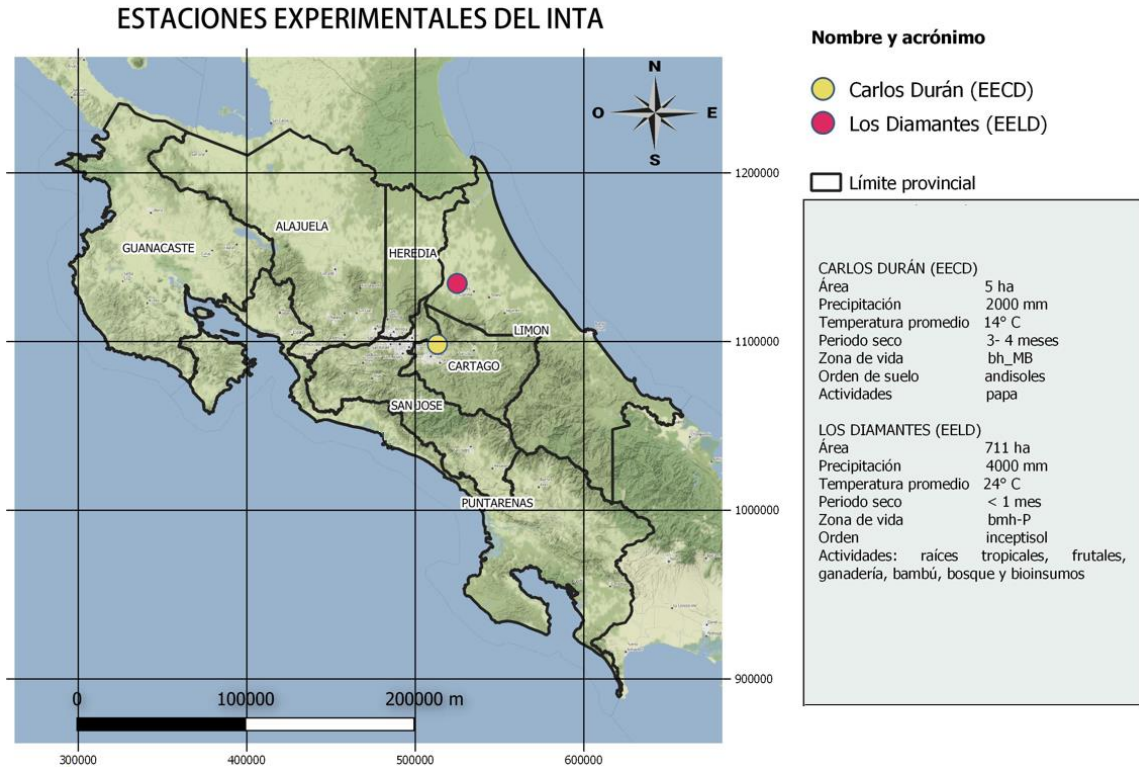 ESTACIONES EXPERIMENTALES DEL INTA
N
O
E
S
GUANACASTE
ALAJUELA
HEREDIA
LIMON
CARTAGO
SAN JOSE
PUNTARENAS
1200000
1100000
1000000
900000
0
100000
200000 m
300000
400000
500000
600000
Nombre y acrónimo
Carlos Durán (EECD)
Los Diamantes (EELD)
Límite provincial
CARLOS DURÁN (EECD)
Área 5 ha
Precipitación 2000 mm
Temperatura promedio 14° C
Periodo seco 3- 4 meses
Zona de vida bh_MB
Orden de suelo andisoles
Actividades papa
LOS DIAMANTES (EELD)
Área 711 ha
Precipitación 4000 mm
Temperatura promedio 24° C
Periodo seco < 1 mes
Zona de vida bmh-P
Orden inceptisol
Actividades: raíces tropicales, frutales,
ganadería, bambú, bosque y bioinsumos